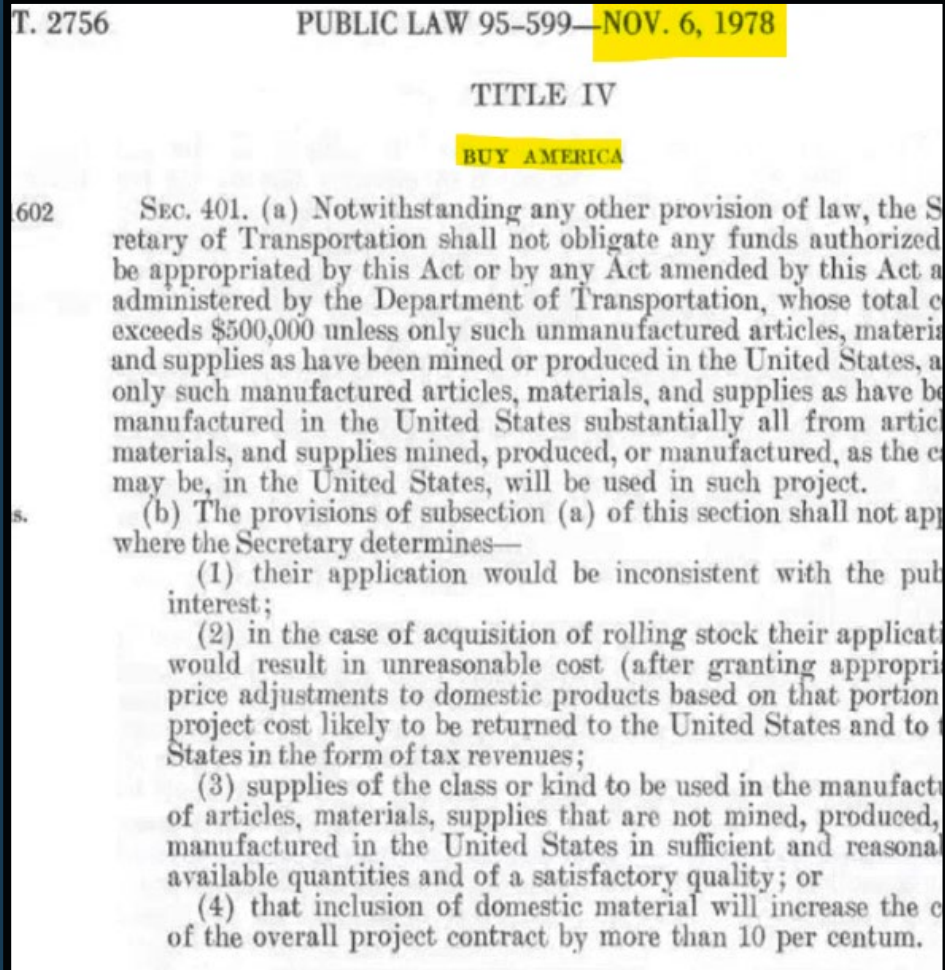 T. 2756 PUBLIC LAW 95–599—NOV. 6, 1978
TITLE IV
BUY AMERICA
1602 SEC. 401. (a) Notwithstanding any other provision of law, the S
retary of Transportation shall not obligate any funds authorized
be appropriated by this Act or by any Act amended by this Act a
administered by the Department of Transportation, whose total c
exceeds $500,000 unless only such unmanufactured articles, materia
and supplies as have been mined or produced in the United States, a
only such manufactured articles, materials, and supplies as have be
manufactured in the United States substantially all from articl
materials, and supplies mined, produced, or manufactured, as the c
may be, in the United States, will be used in such project.
s. (b) The provisions of subsection (a) of this section shall not app
where the Secretary determines—
(1) their application would be inconsistent with the pub
interest;
(2) in the case of acquisition of rolling stock their applicati
would result in unreasonable cost (after granting appropria
price adjustments to domestic products based on that portion
project cost likely to be returned to the United States and to t
States in the form of tax revenues;
(3) supplies of the class or kind to be used in the manufactu
of articles, materials, supplies that are not mined, produced,
manufactured in the United States in sufficient and reasonal
available quantities and of a satisfactory quality; or
(4) that inclusion of domestic material will increase the c
of the overall project contract by more than 10 per centum.